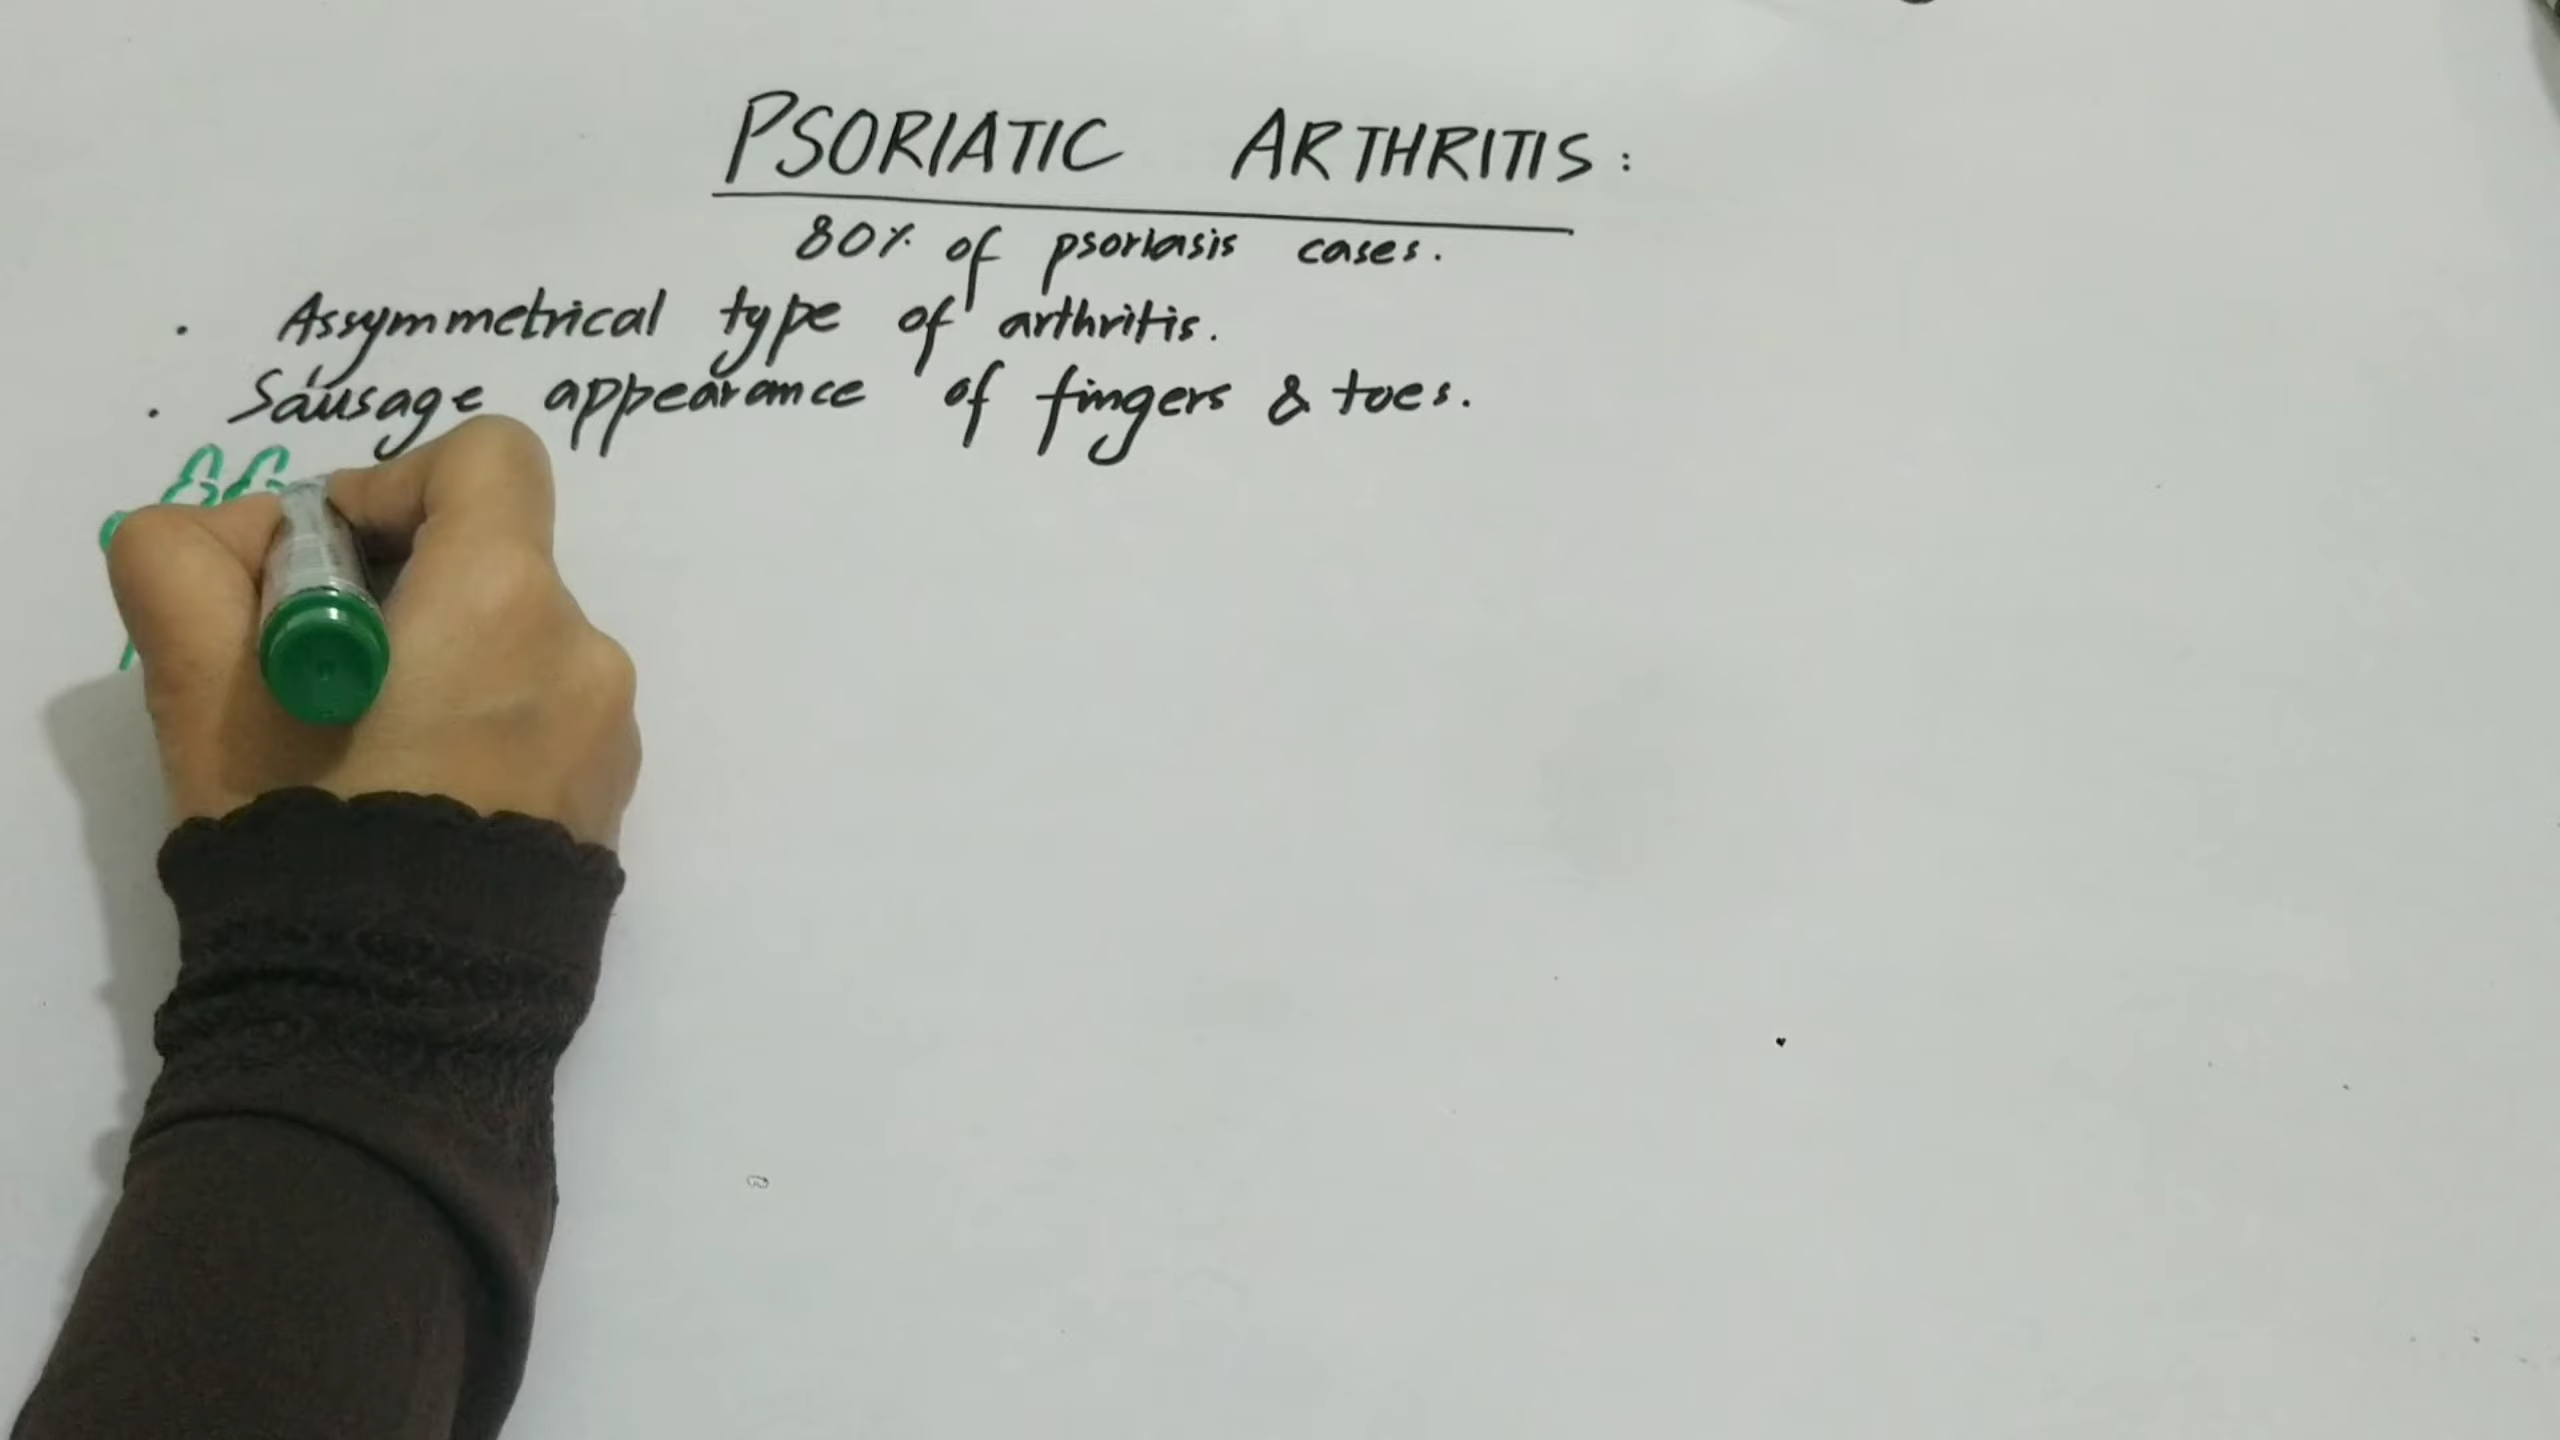 PSORIATIC ARTHRITIS:
80% of psoriasis cases.
. Assymmetrical type of arthritis.
. Sausage appearance of fingers & toes.